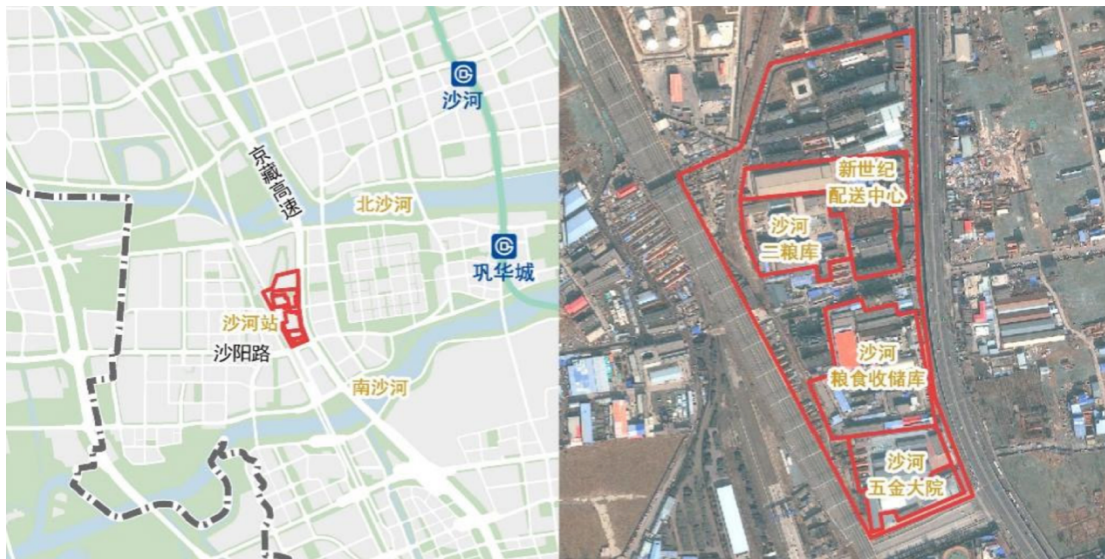 沙河
京藏高速
北沙河
巩华城
沙河站
沙阳路
南沙河
新世纪
配送中心
沙河
二粮库
沙河
粮食收储库
沙河
五金大院